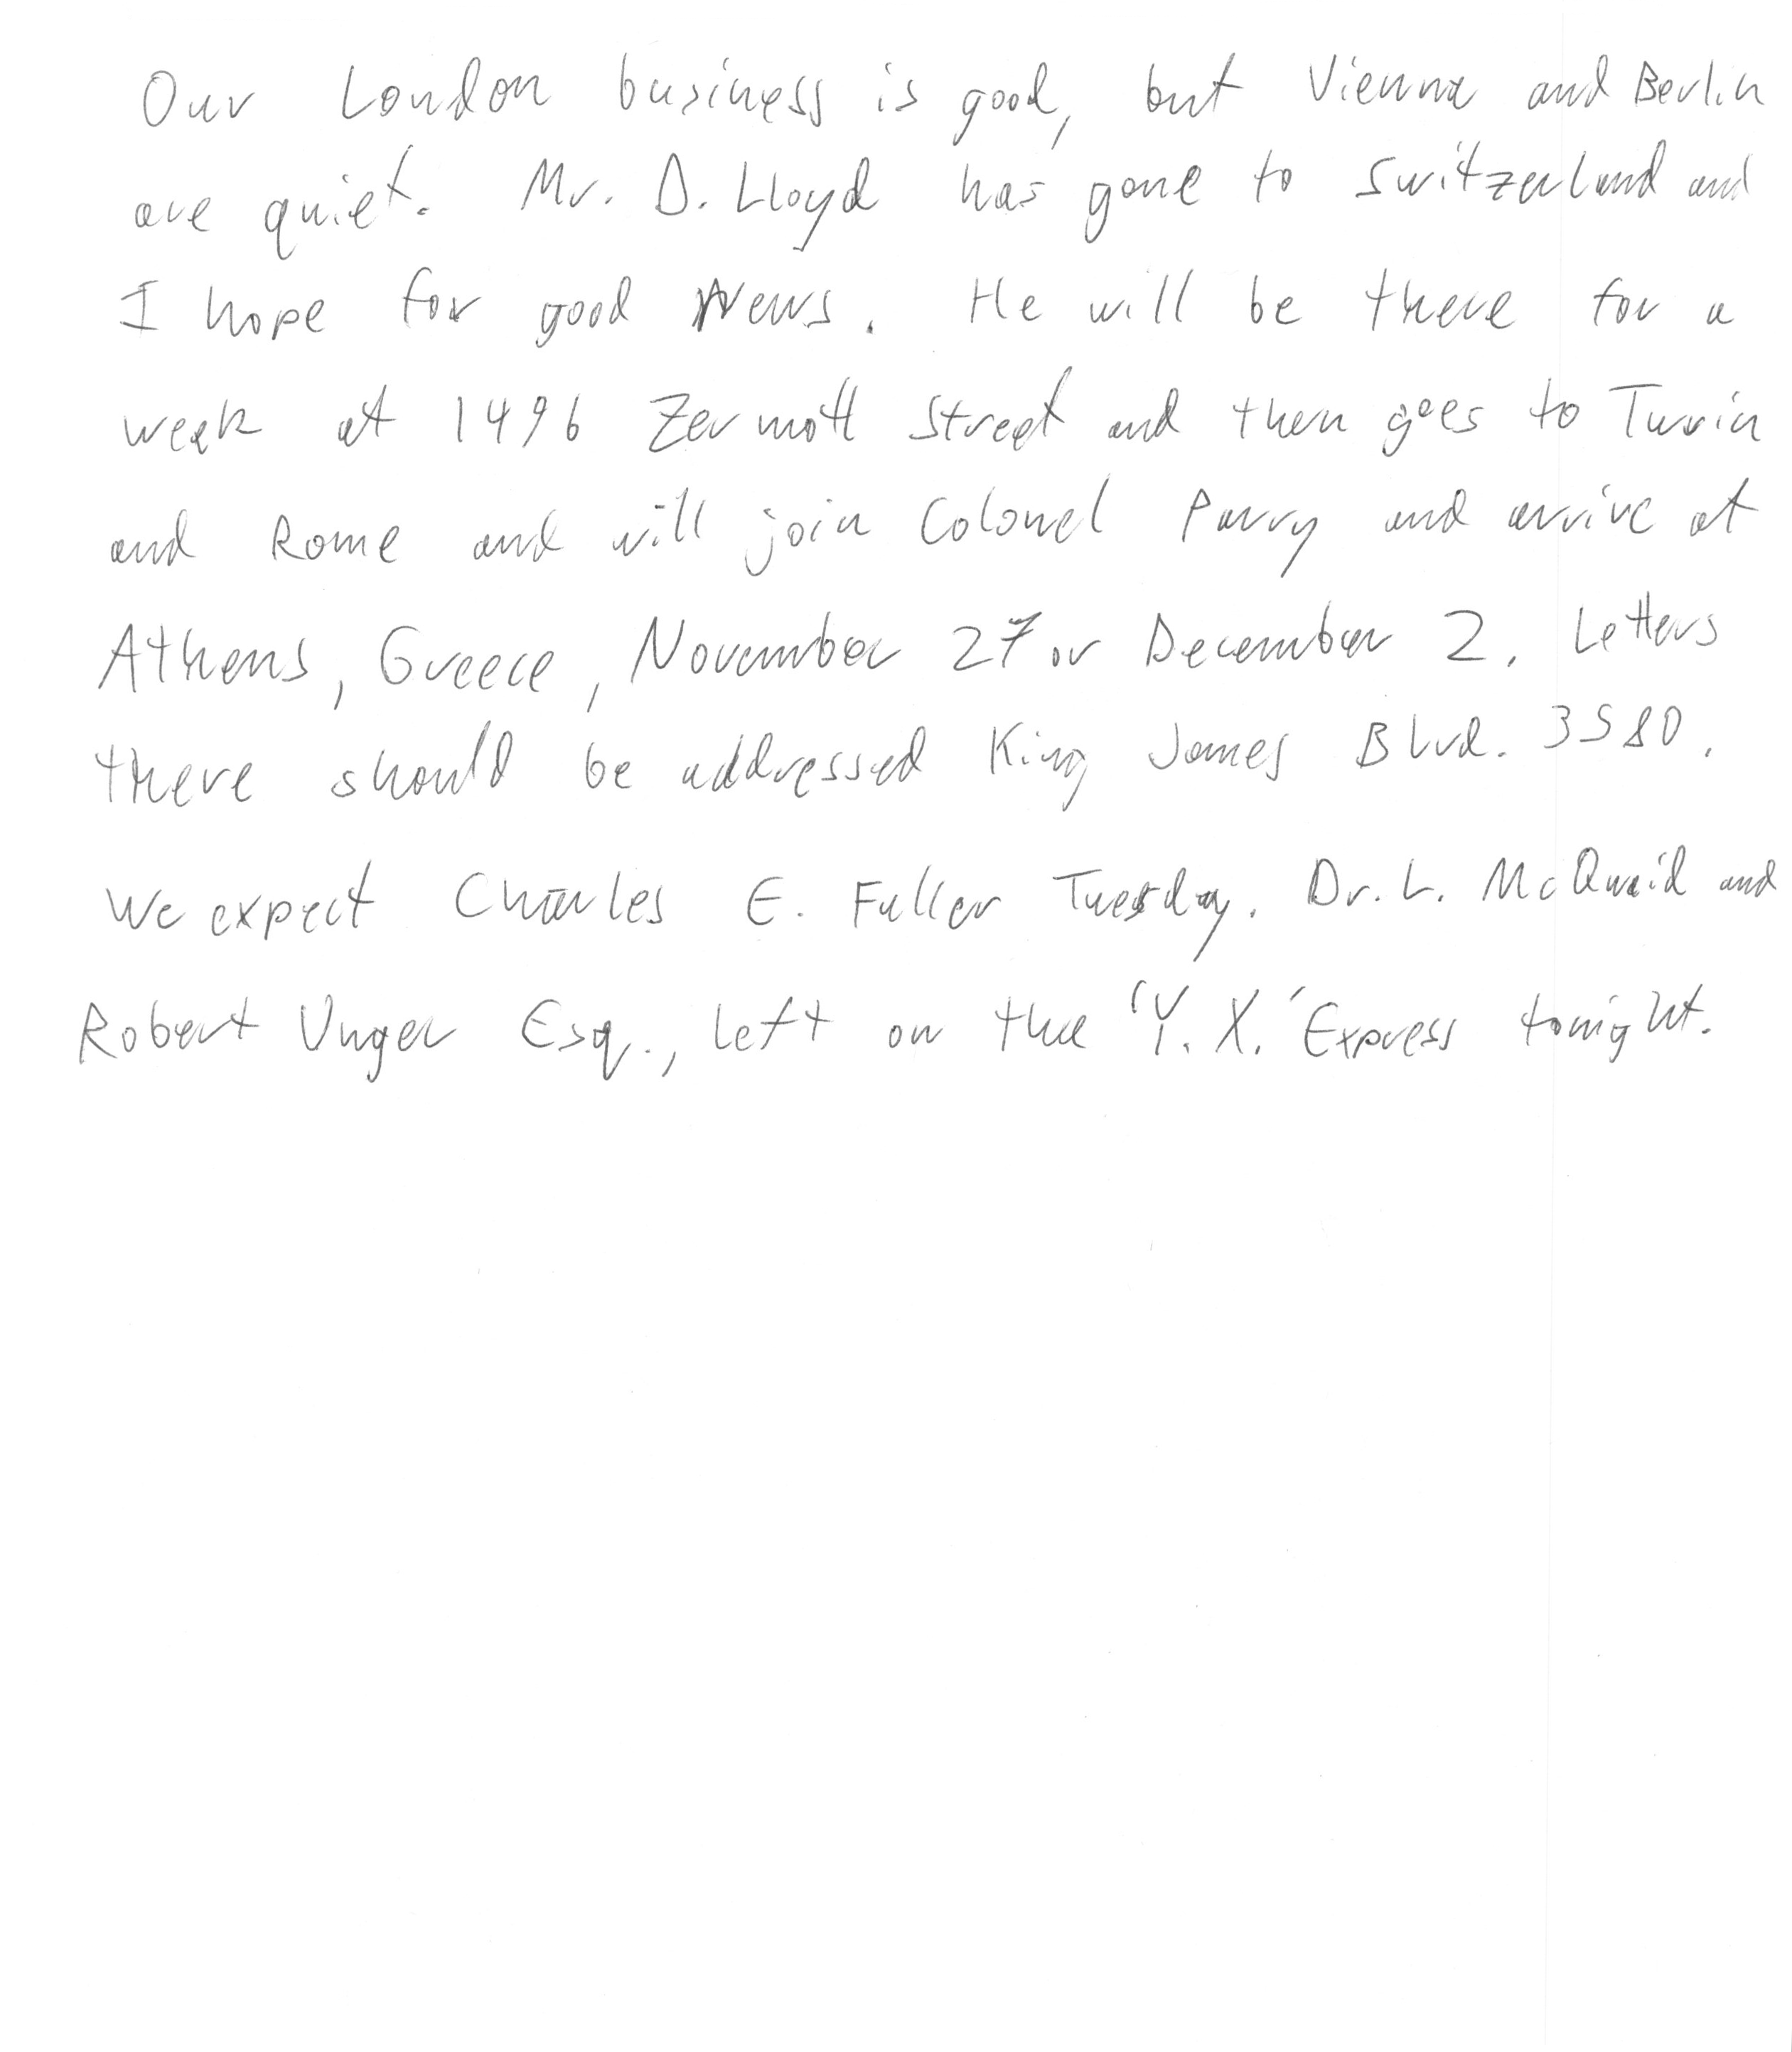 Our London business is good, but Vienna and Berlin
are quiet. Mr. D. Lloyd has gone to Switzerland and
I hope for good News. He will be there for a
week at 1496 Zermott Street and then goes to Turin
and Rome and will join Colonel Parry and arrive at
Athens, Greece, November 27 or December 2. Letters
there should be addressed King James Blvd. 3580.
We expect Charles E. Fuller Tuesday. Dr. L. McQuaid and
Robert Unger Esq., left on the 'Y. X.' Express tonight.